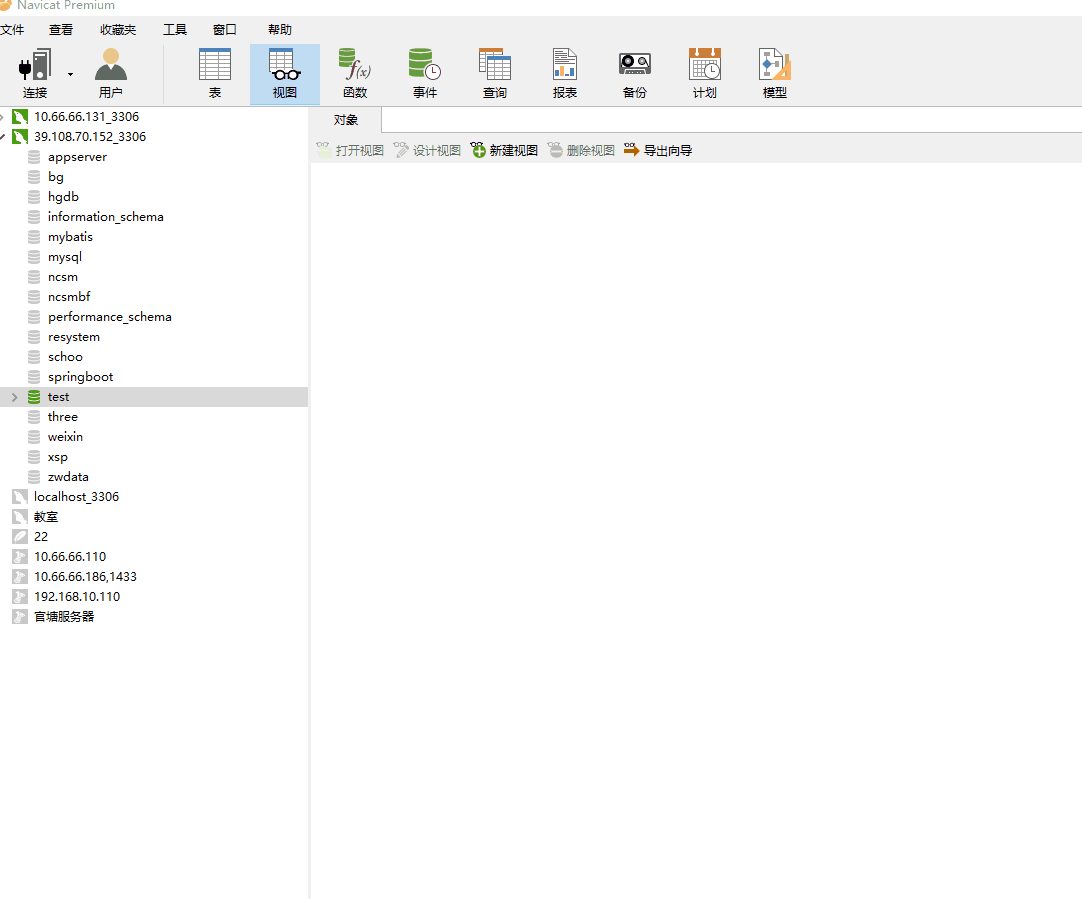 Navicat Premium
文件 查看 收藏夹 工具 窗口 帮助
连接 用户 表 视图 函数 事件 查询 报表 备份 计划 模型
对象
打开视图 设计视图 新建视图 删除视图 导出向导
10.66.66.131_3306
39.108.70.152_3306
appserver
bg
hgdb
information_schema
mybatis
mysql
ncsm
ncsmbf
performance_schema
resystem
schoo
springboot
test
three
weixin
xsp
zwdata
localhost_3306
教室
22
10.66.66.110
10.66.66.186,1433
192.168.10.110
官塘服务器